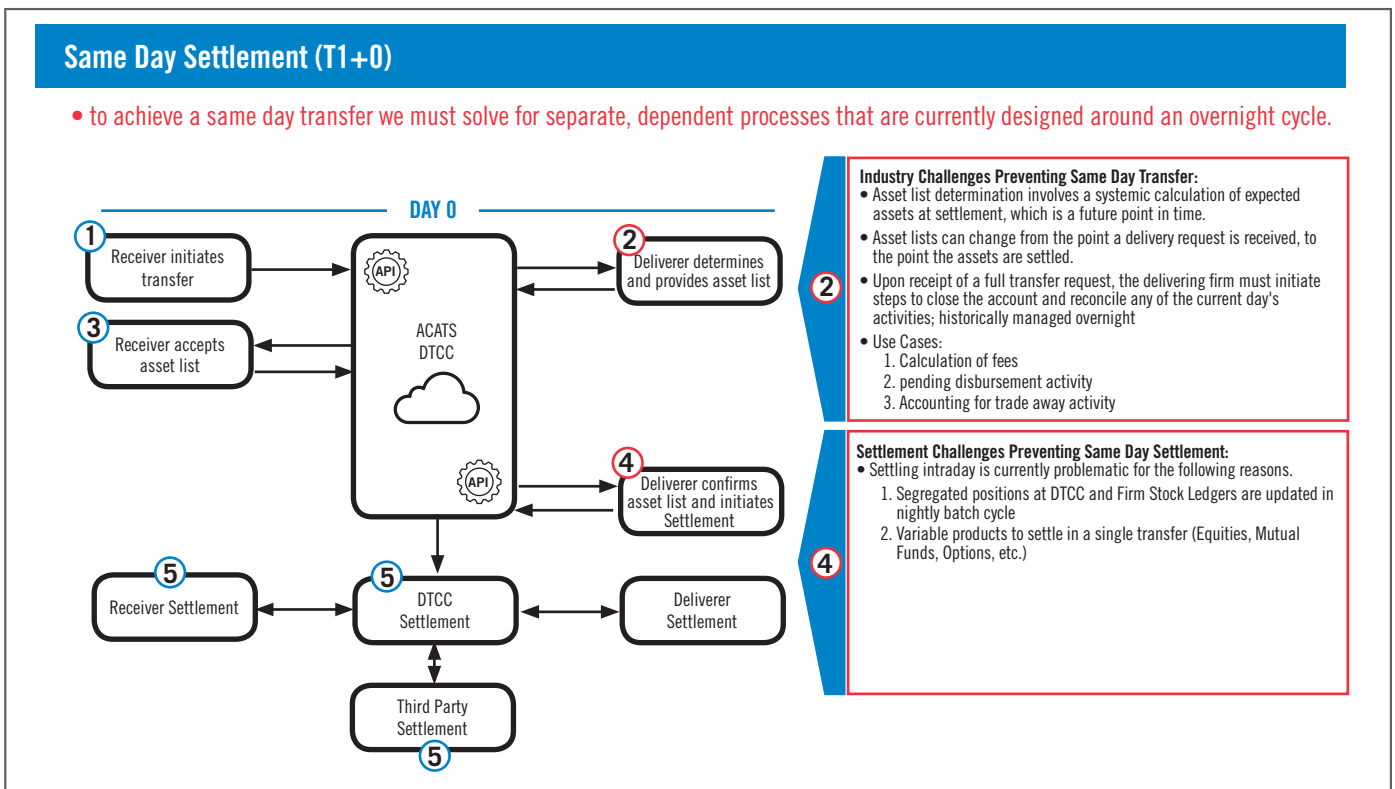 Same Day Settlement (T1+0)
• to achieve a same day transfer we must solve for separate, dependent processes that are currently designed around an overnight cycle.
DAY 0
1
Receiver initiates
transfer
API
ACATS
DTCC
API
2
Deliverer determines
and provides asset list
3
Receiver accepts
asset list
4
Deliverer confirms
asset list and initiates
Settlement
5
Receiver Settlement
5
DTCC
Settlement
Deliverer
Settlement
Third Party
Settlement
5
2
Industry Challenges Preventing Same Day Transfer:
• Asset list determination involves a systemic calculation of expected
assets at settlement, which is a future point in time.
• Asset lists can change from the point a delivery request is received, to
the point the assets are settled.
• Upon receipt of a full transfer request, the delivering firm must initiate
steps to close the account and reconcile any of the current day's
activities; historically managed overnight
• Use Cases:
1. Calculation of fees
2. pending disbursement activity
3. Accounting for trade away activity
4
Settlement Challenges Preventing Same Day Settlement:
• Settling intraday is currently problematic for the following reasons.
1. Segregated positions at DTCC and Firm Stock Ledgers are updated in
nightly batch cycle
2. Variable products to settle in a single transfer (Equities, Mutual
Funds, Options, etc.)